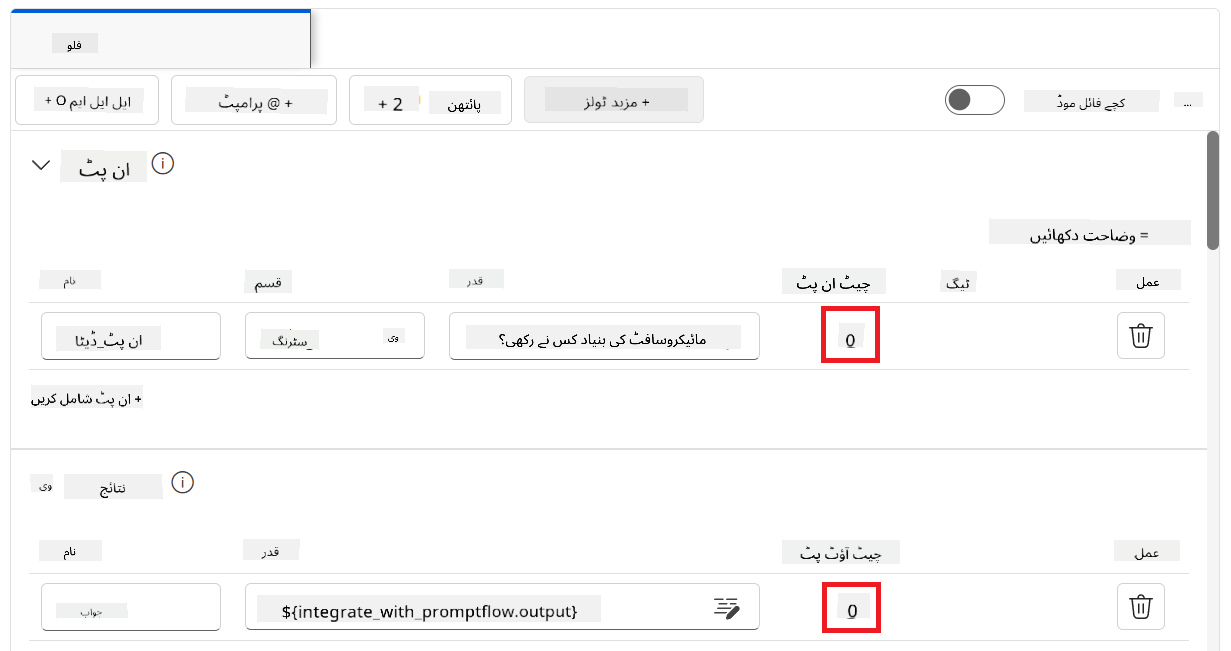 فلو
+ ایل ایل ایم O
+ @ پرامپٹ
+ 2 پائتھن
+ مزید ٹولز
کچے فائل موڈ
...
ان پٹ
= وضاحت دکھائیں
نام قسم قدر چیٹ ان پٹ ٹیگ عمل
ان پٹ_ڈیٹا سٹرنگ وی مائیکروسافٹ کی بنیاد کس نے رکھی؟ 0
+ ان پٹ شامل کریں
وی نتائج
نام قدر چیٹ آؤٹ پٹ عمل
جواب ${integrate_with_promptflow.output} 0